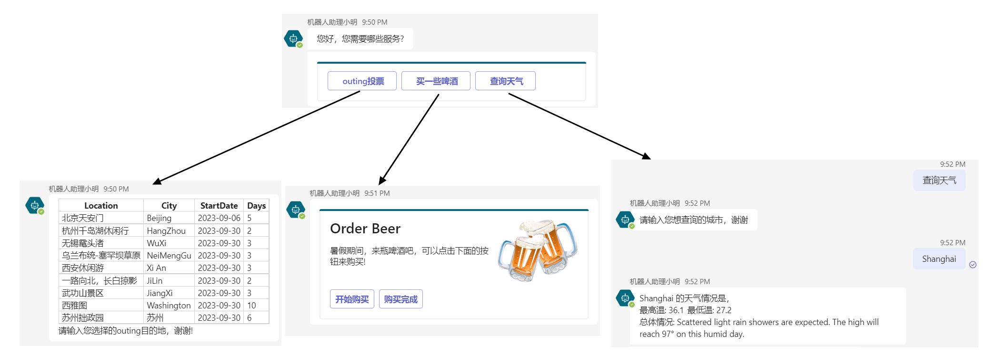 机器人助理小明 9:50 PM
您好，您需要哪些服务?
outing投票 买一些啤酒 查询天气
机器人助理小明 9:50 PM
Location City StartDate Days
北京天安门 Beijing 2023-09-06 5
杭州千岛湖休闲行 HangZhou 2023-09-30 2
无锡鼋头渚 WuXi 2023-09-30 3
乌兰布统-塞罕坝草原 NeiMengGu 2023-09-30 3
西安休闲游 Xi An 2023-09-30 3
一路向北，长白掠影 JiLin 2023-09-30 2
武功山景区 JiangXi 2023-09-30 3
西雅图 Washington 2023-09-30 10
苏州拙政园 苏州 2023-09-30 6
请输入您选择的outing目的地，谢谢!
机器人助理小明 9:51 PM
Order Beer
暑假期间，来瓶啤酒吧，可以点击下面的按
钮来购买!
开始购买 购买完成
9:52 PM
查询天气
机器人助理小明 9:52 PM
请输入您想查询的城市，谢谢
9:52 PM
Shanghai
机器人助理小明 9:52 PM
Shanghai 的天气情况是，
最高温: 36.1 最低温: 27.2
总体情况: Scattered light rain showers are expected. The high will
reach 97° on this humid day.